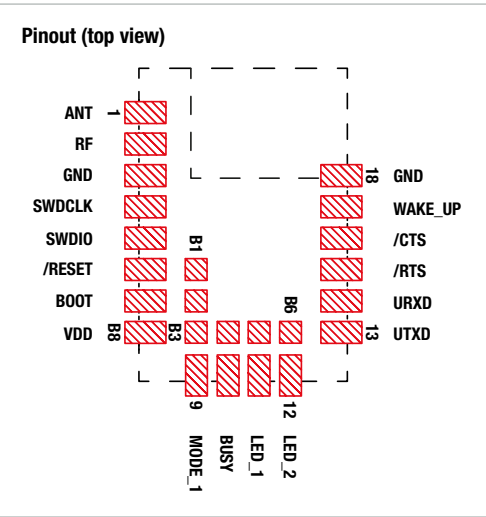 Pinout (top view)
ANT 1
RF
GND 18 GND
SWDCLK WAKE_UP
SWDIO B1 /CTS
/RESET /RTS
BOOT B6 URXD
VDD B8 B3 13 UTXD
9 12
MODE_1 BUSY LED_1 LED_2